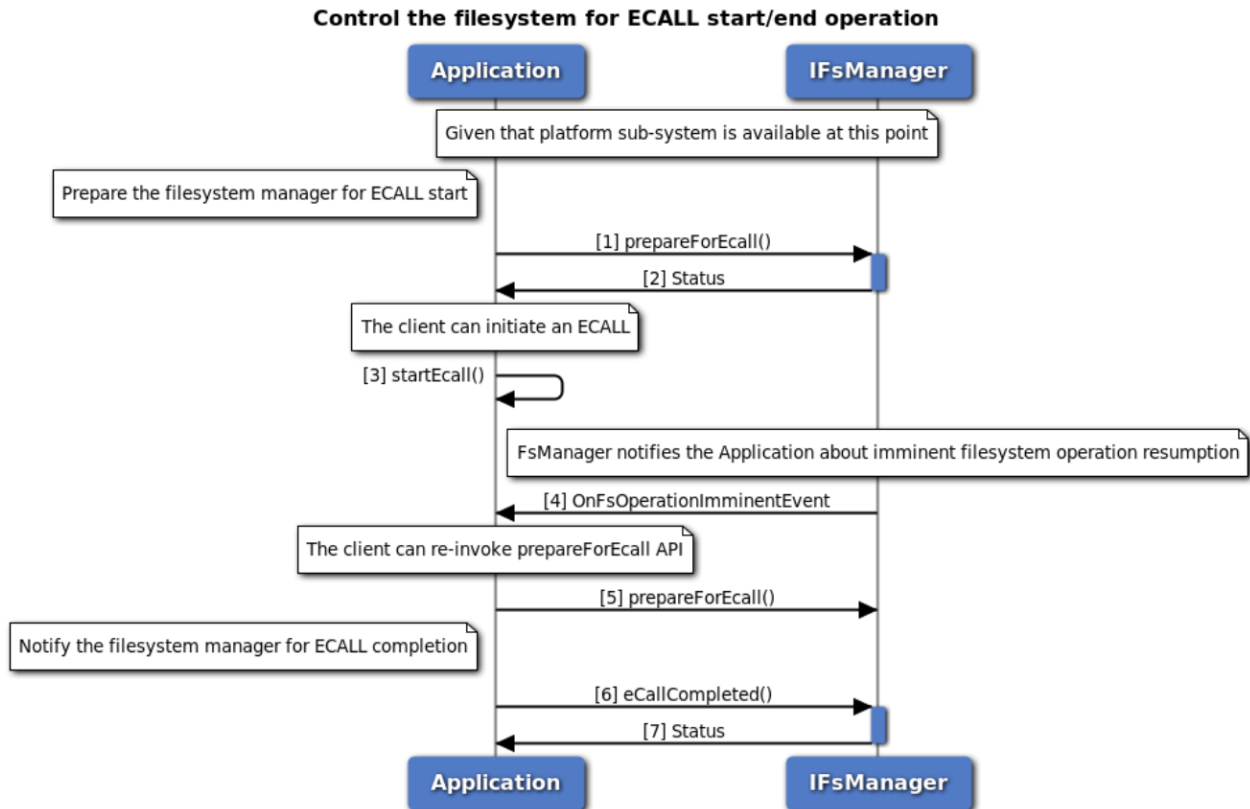 Control the filesystem for ECALL start/end operation
Application
IFsManager
Given that platform sub-system is available at this point
Prepare the filesystem manager for ECALL start
[1] prepareForEcall()
[2] Status
The client can initiate an ECALL
[3] startEcall()
FsManager notifies the Application about imminent filesystem operation resumption
[4] OnFsOperationImminentEvent
The client can re-invoke prepareForEcall API
[5] prepareForEcall()
Notify the filesystem manager for ECALL completion
[6] eCallCompleted()
[7] Status
Application
IFsManager